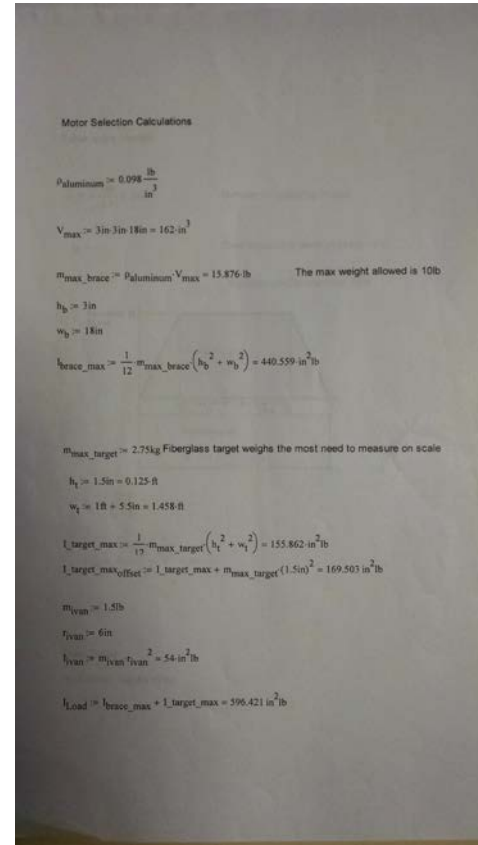 Motor Selection Calculations
ρaluminum := 0.098 lb/in³
Vmax := 3in·3in·18in = 162·in³
mmax_brace := ρaluminum·Vmax = 15.876·lb The max weight allowed is 10lb
hb := 3in
wb := 18in
Ibrace_max := 1/12·mmax_brace·(hb² + wb²) = 440.559·in²lb
mmax_target := 2.75kg Fiberglass target weighs the most need to measure on scale
ht := 1.5in = 0.125·ft
wt := 1ft + 5.5in = 1.458·ft
I_target_max := 1/12·mmax_target·(ht² + wt²) = 155.862·in²lb
I_target_maxoffset := I_target_max + mmax_target·(1.5in)² = 169.503 in²lb
mivan := 1.5lb
rivan := 6in
Iivan := mivan·rivan² = 54·in²lb
ILoad := Ibrace_max + I_target_max = 596.421 in²lb